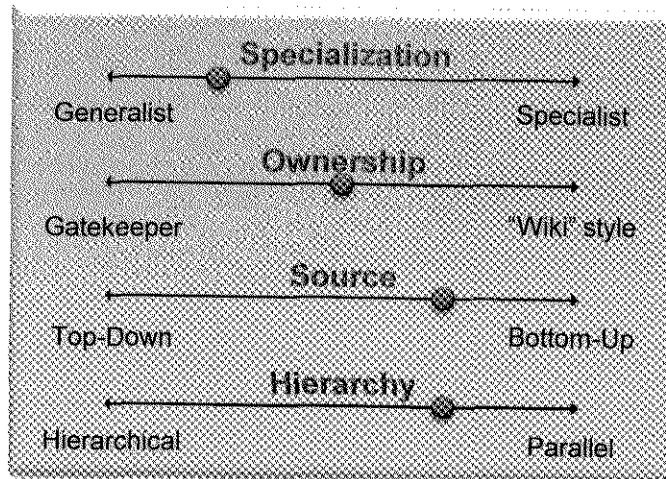 Specialization
Generalist Specialist
Ownership
Gatekeeper "Wiki" style
Source
Top-Down Bottom-Up
Hierarchy
Hierarchical Parallel